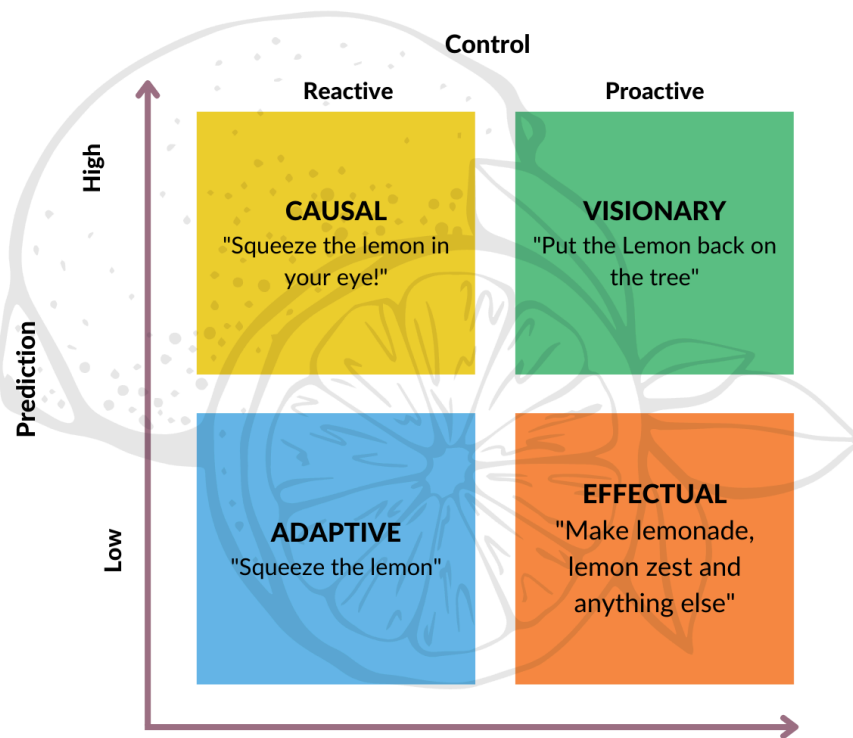 Control
Reactive
Proactive
High
Prediction
Low
CAUSAL
"Squeeze the lemon in
your eye!"
VISIONARY
"Put the Lemon back on
the tree"
ADAPTIVE
"Squeeze the lemon"
EFFECTUAL
"Make lemonade,
lemon zest and
anything else"